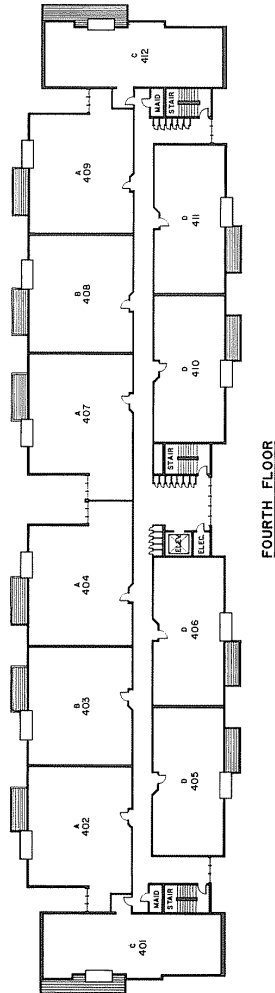 C
412
A
409
B
408
A
407
A
404
B
403
A
402
C
401
MAID
STAIR
D
411
D
410
STAIR
ELEV.
ELEC.
D
406
D
405
MAID
STAIR
FOURTH FLOOR